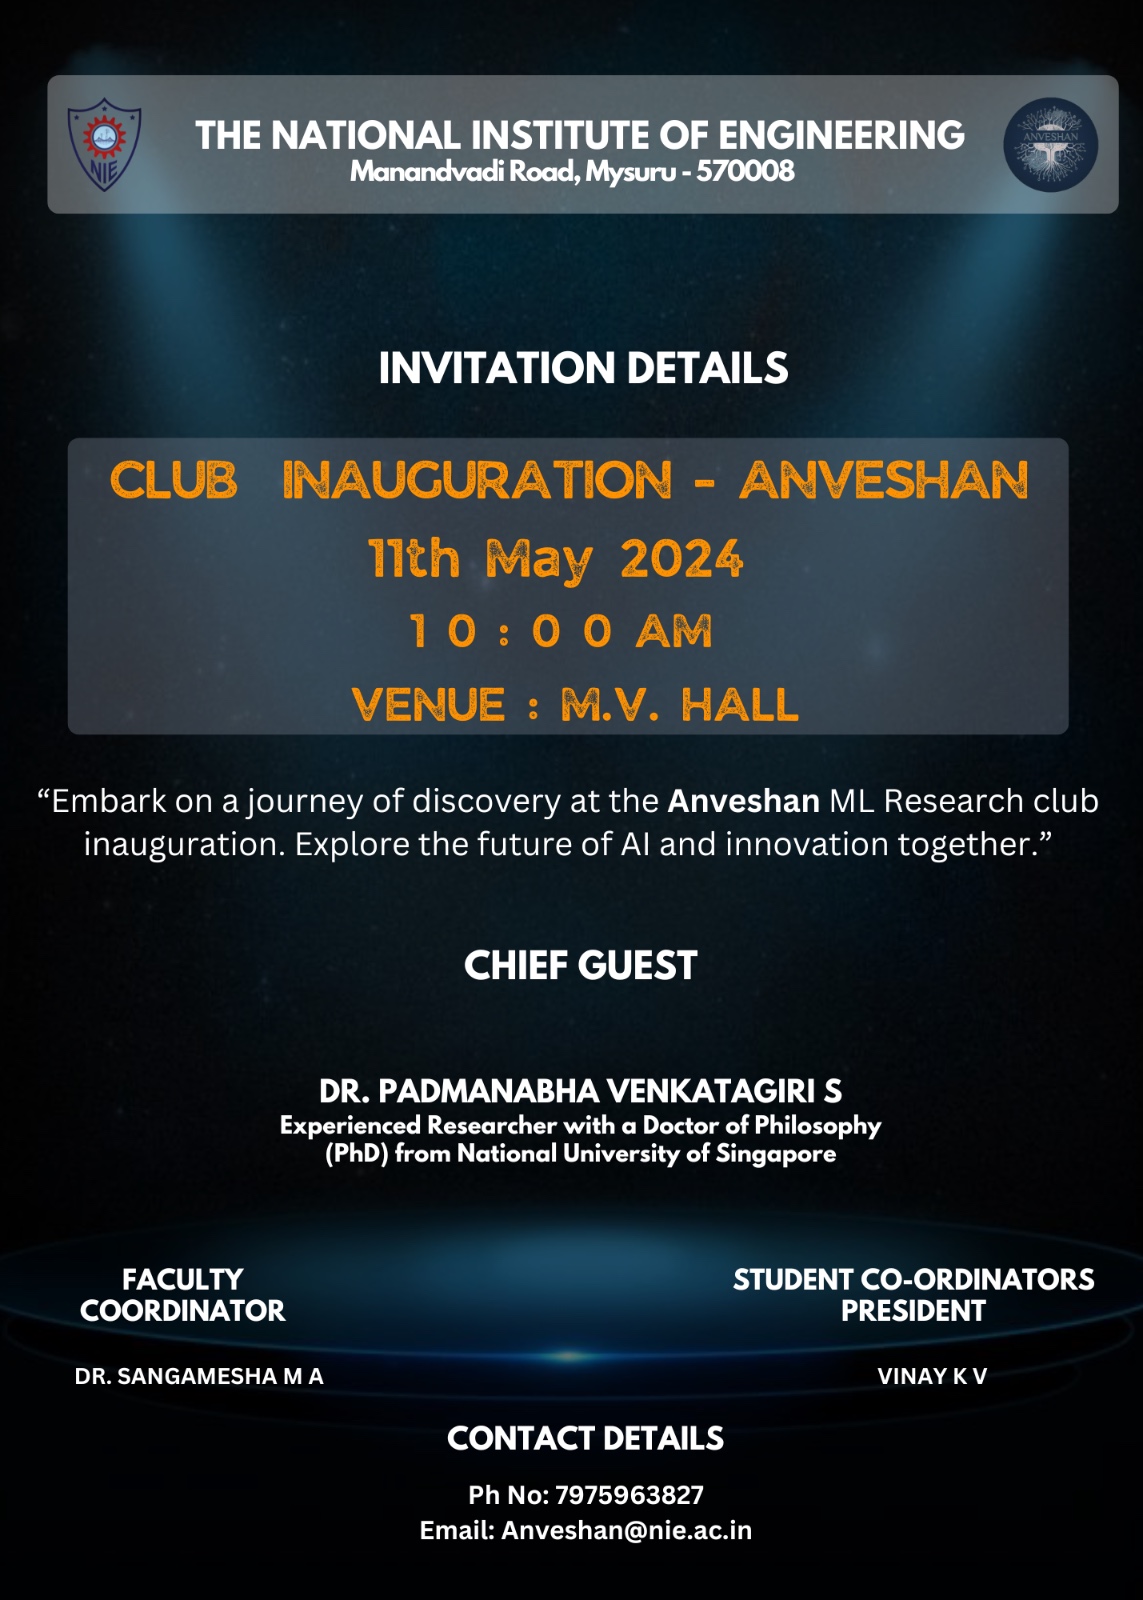 NIE
THE NATIONAL INSTITUTE OF ENGINEERING
Manandvadi Road, Mysuru - 570008
ANVESHAN
INVITATION DETAILS
CLUB INAUGURATION - ANVESHAN
11th May 2024
10:00 AM
VENUE : M.V. HALL
“Embark on a journey of discovery at the Anveshan ML Research club
inauguration. Explore the future of AI and innovation together.”
CHIEF GUEST
DR. PADMANABHA VENKATAGIRI S
Experienced Researcher with a Doctor of Philosophy
(PhD) from National University of Singapore
FACULTY
COORDINATOR
DR. SANGAMESHA M A
STUDENT CO-ORDINATORS
PRESIDENT
VINAY K V
CONTACT DETAILS
Ph No: 7975963827
Email: Anveshan@nie.ac.in